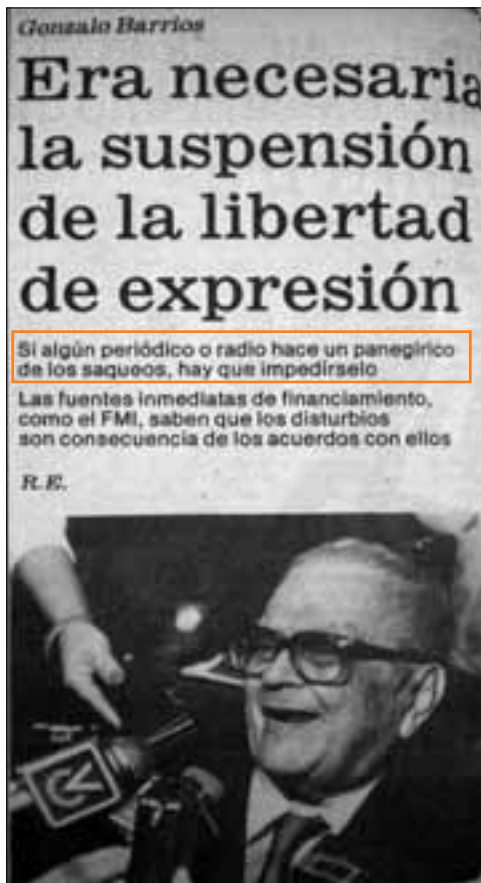 Gonzalo Barrios
Era necesaria
la suspensión
de la libertad
de expresión
Si algún periódico o radio hace un panegírico
de los saqueos, hay que impedírselo
Las fuentes inmediatas de financiamiento,
como el FMI, saben que los disturbios
son consecuencia de los acuerdos con ellos
R.E.